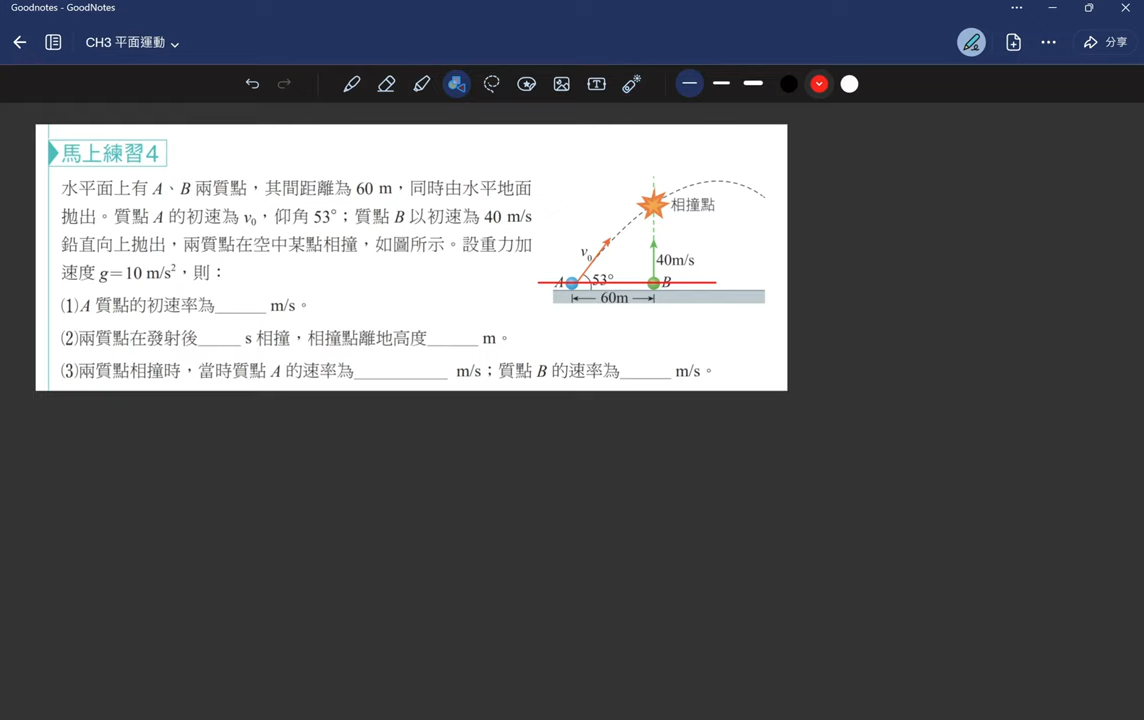 Goodnotes - GoodNotes
CH3 平面運動
分享
馬上練習4
水平面上有 A、B 兩質點，其間距離為 60 m，同時由水平地面
拋出。質點 A 的初速為 v₀，仰角 53°；質點 B 以初速為 40 m/s
鉛直向上拋出，兩質點在空中某點相撞，如圖所示。設重力加
速度 g＝10 m/s²，則：
⑴A 質點的初速率為______ m/s。
⑵兩質點在發射後_____ s 相撞，相撞點離地高度______ m。
⑶兩質點相撞時，當時質點 A 的速率為___________ m/s；質點 B 的速率為______ m/s。
相撞點
v₀
40m/s
A
53°
B
60m